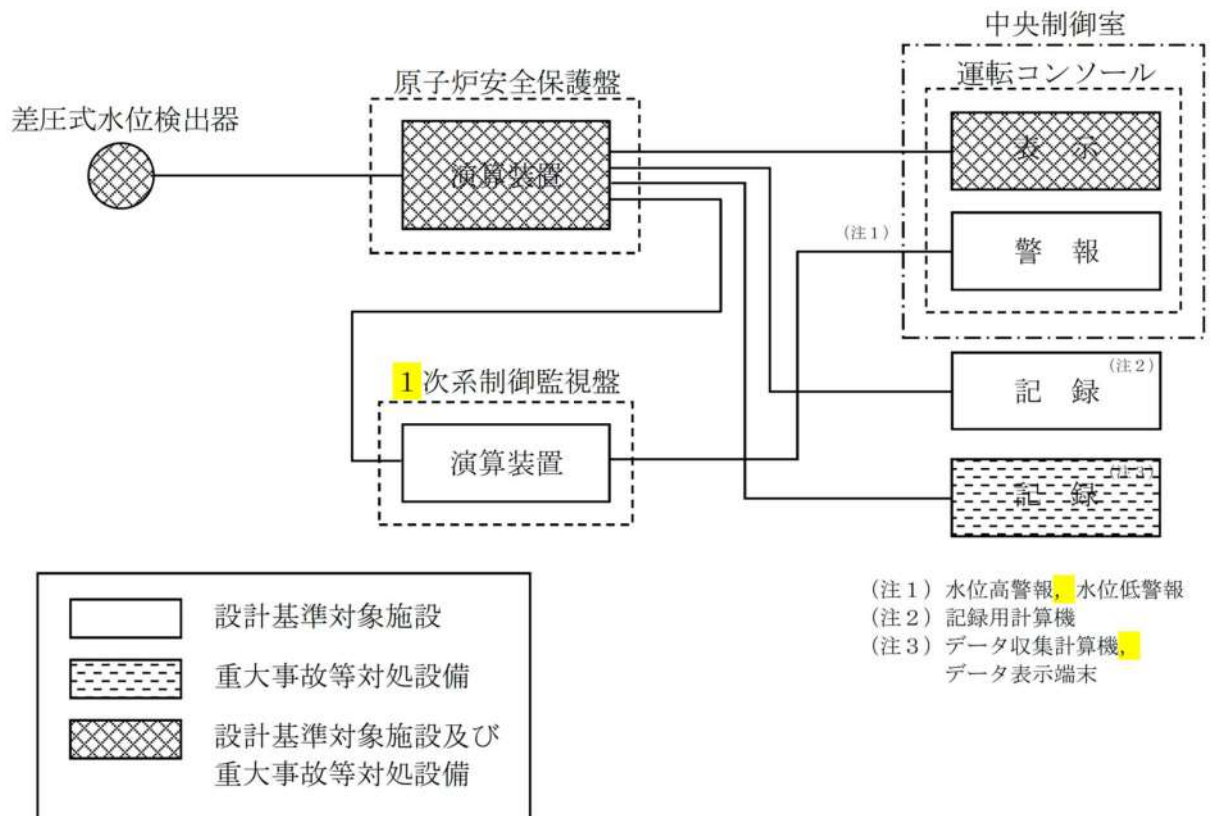 中央制御室
運転コンソール
原子炉安全保護盤
差圧式水位検出器
演算装置
表　示
(注1)
警　報
1次系制御監視盤
演算装置
(注2)
記　録
(注3)
記　録
設計基準対象施設
重大事故等対処設備
設計基準対象施設及び
重大事故等対処設備
(注1) 水位高警報，水位低警報
(注2) 記録用計算機
(注3) データ収集計算機，
データ表示端末